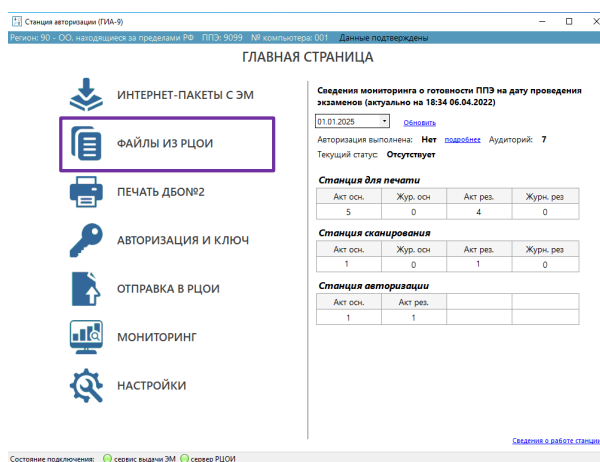 Станция авторизации (ГИА-9)
Регион: 90 - ОО, находящиеся за пределами РФ ППЭ: 9099 № компьютера: 001 Данные подтверждены
ГЛАВНАЯ СТРАНИЦА
ИНТЕРНЕТ-ПАКЕТЫ С ЭМ
ФАЙЛЫ ИЗ РЦОИ
ПЕЧАТЬ ДБО№2
АВТОРИЗАЦИЯ И КЛЮЧ
ОТПРАВКА В РЦОИ
МОНИТОРИНГ
НАСТРОЙКИ
Сведения мониторинга о готовности ППЭ на дату проведения
экзаменов (актуально на 18:34 06.04.2022)
01.01.2025 Обновить
Авторизация выполнена: Нет подробнее Аудиторий: 7
Текущий статус: Отсутствует
Станция для печати
Акт осн. Жур. осн Акт рез. Журн. рез
5 0 4 0
Станция сканирования
Акт осн. Жур. осн Акт рез. Журн. рез
1 0 1 0
Станция авторизации
Акт осн. Акт рез.
1 1
Сведения о работе станции
Состояние подключения: сервис выдачи ЭМ сервер РЦОИ